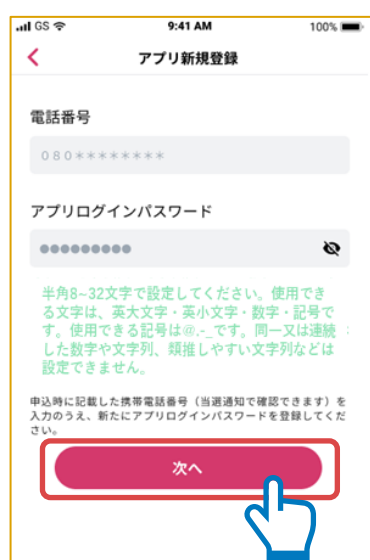 GS 9:41 AM 100%
アプリ新規登録
電話番号
080********
アプリログインパスワード
半角8~32文字で設定してください。使用でき
る文字は、英大文字・英小文字・数字・記号で
す。使用できる記号は@.-_です。同一又は連続
した数字や文字列、類推しやすい文字列などは
設定できません。
申込時に記載した携帯電話番号（当選通知で確認できます）を
入力のうえ、新たにアプリログインパスワードを登録してくだ
さい。
次へ